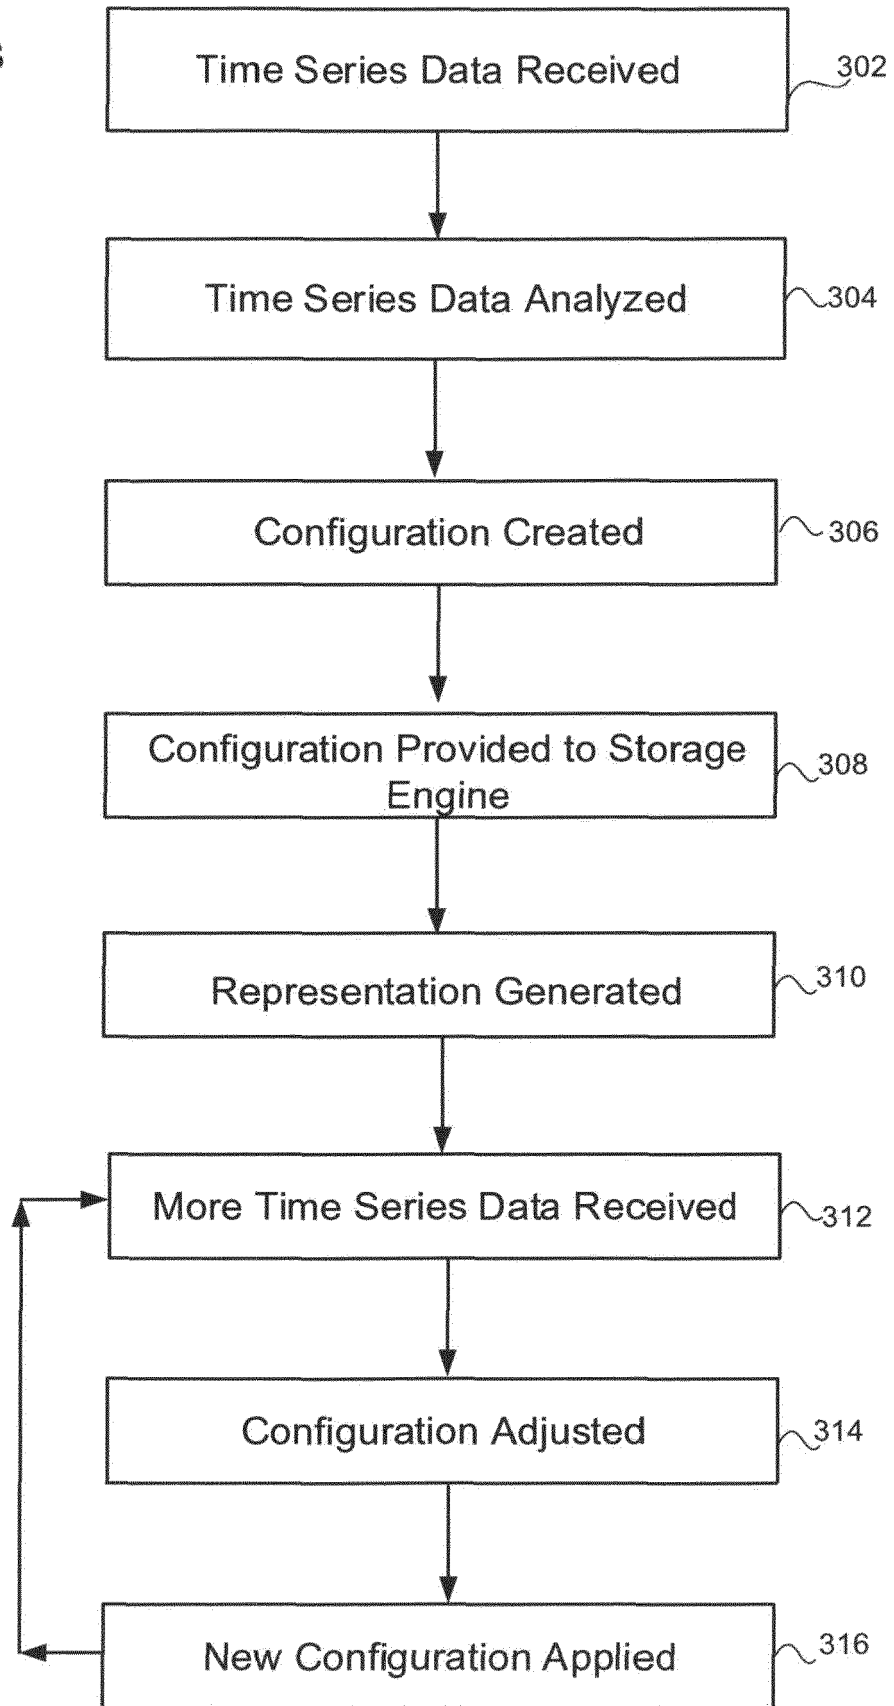 Time Series Data Received
302
Time Series Data Analyzed
304
Configuration Created
306
Configuration Provided to Storage
Engine
308
Representation Generated
310
More Time Series Data Received
312
Configuration Adjusted
314
New Configuration Applied
316